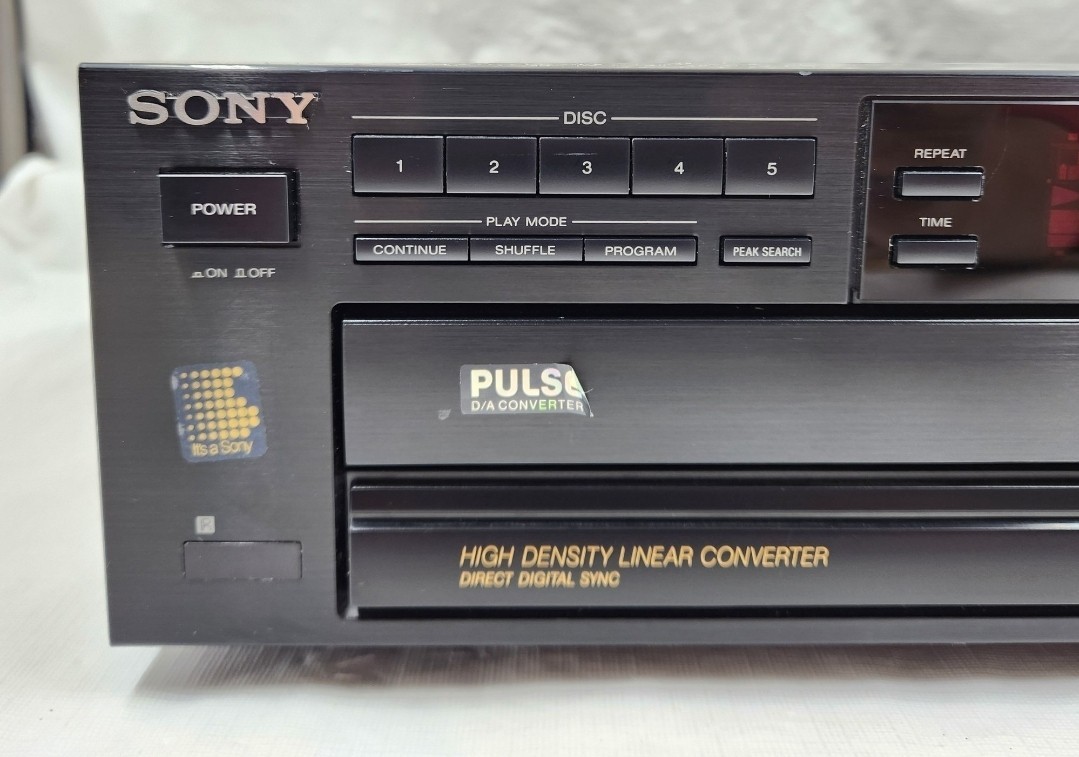 SONY
DISC
1 2 3 4 5
REPEAT
POWER
PLAY MODE
TIME
CONTINUE SHUFFLE PROGRAM PEAK SEARCH
ON OFF
PULSE
D/A CONVERTER
It's a Sony
R
HIGH DENSITY LINEAR CONVERTER
DIRECT DIGITAL SYNC